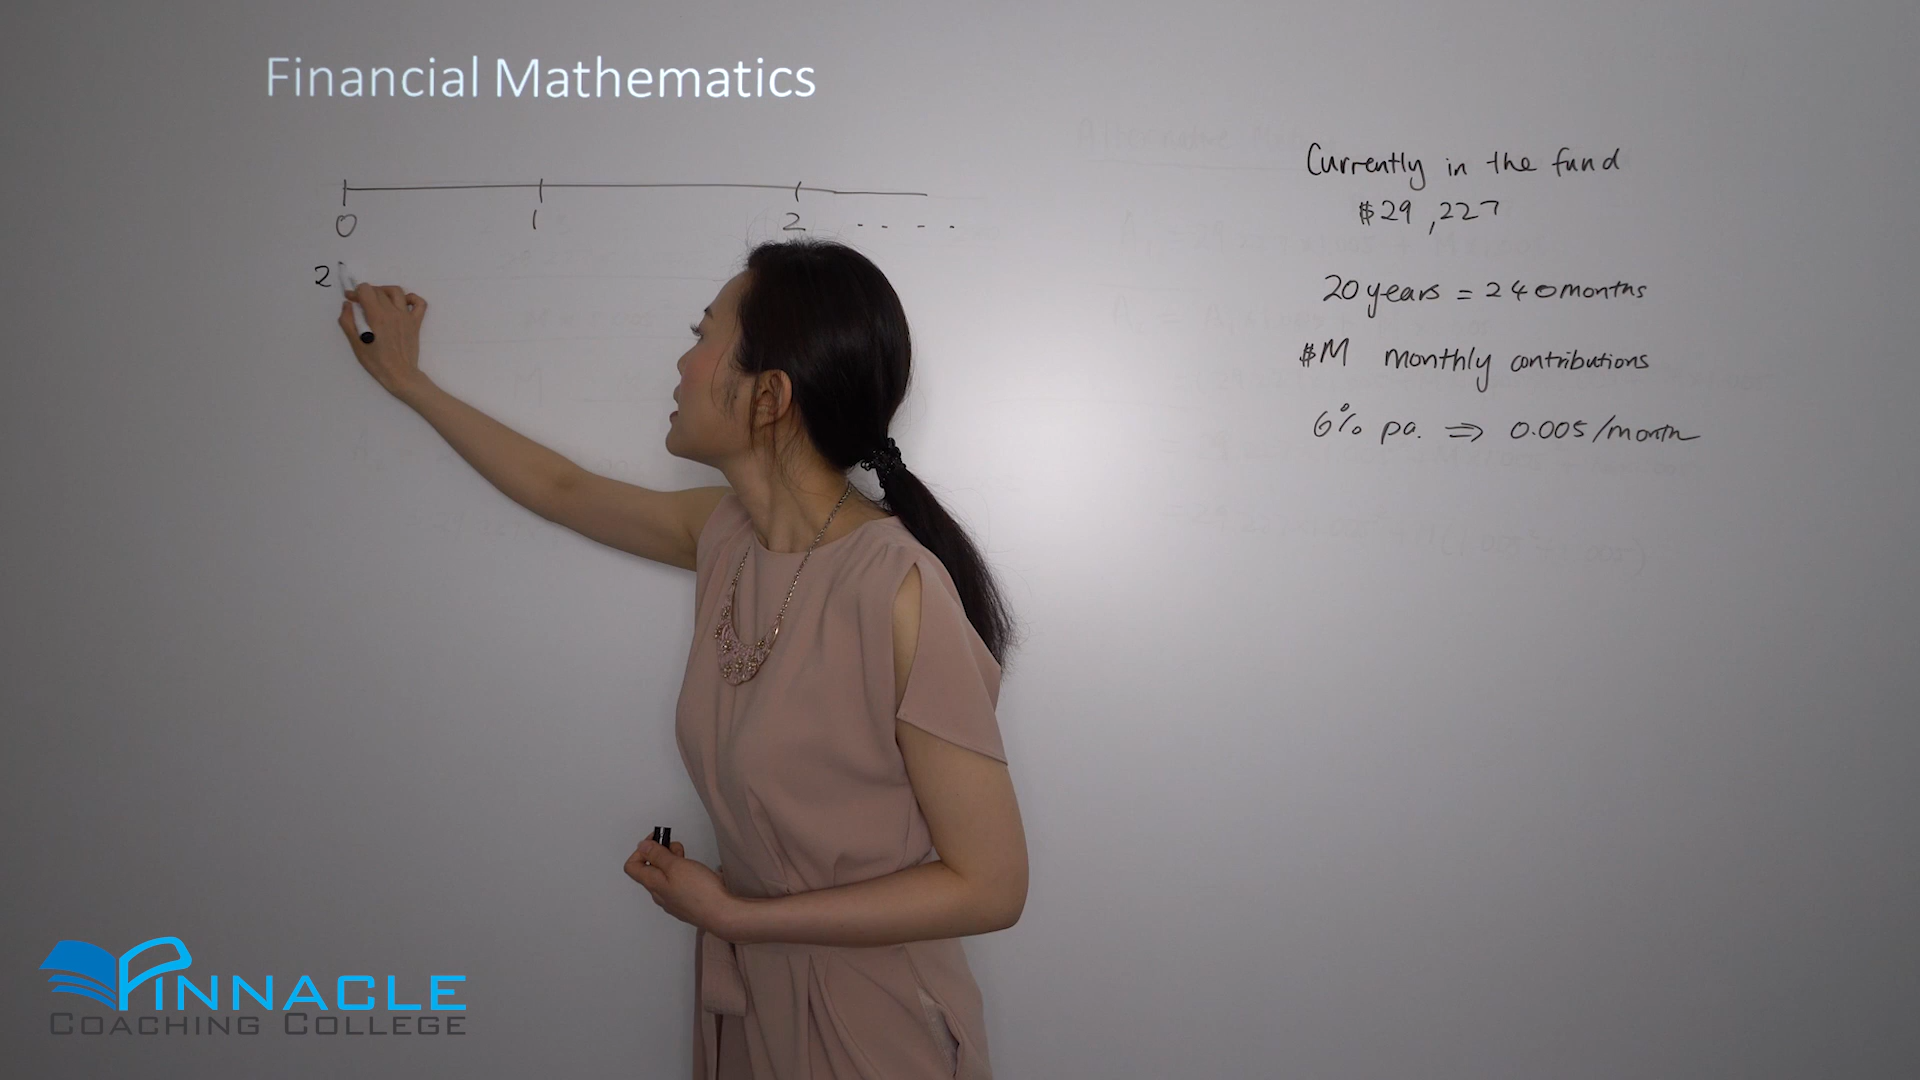 Financial Mathematics
0 1 2 . . . .
2
Currently in the fund
$29,227
20 years = 240 months
$M monthly contributions
6% pa. ⇒ 0.005/month
Alternative
PINNACLE
COACHING COLLEGE